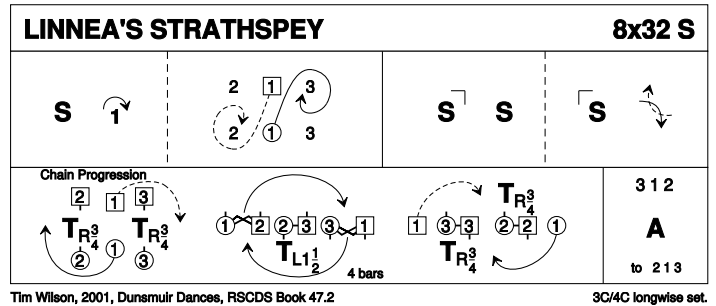 LINNEA'S STRATHSPEY 8x32 S
S 1
2 1 3
2 1 3
S S
S
Chain Progression
2 1 3
T R 3/4 T R 3/4
2 1 3
1 2 2 3 3 1
T L 1 1/2
4 bars
T R 3/4
1 3 3 2 2 1
T R 3/4
3 1 2
A
to 2 1 3
Tim Wilson, 2001, Dunsmuir Dances, RSCDS Book 47.2 3C/4C longwise set.